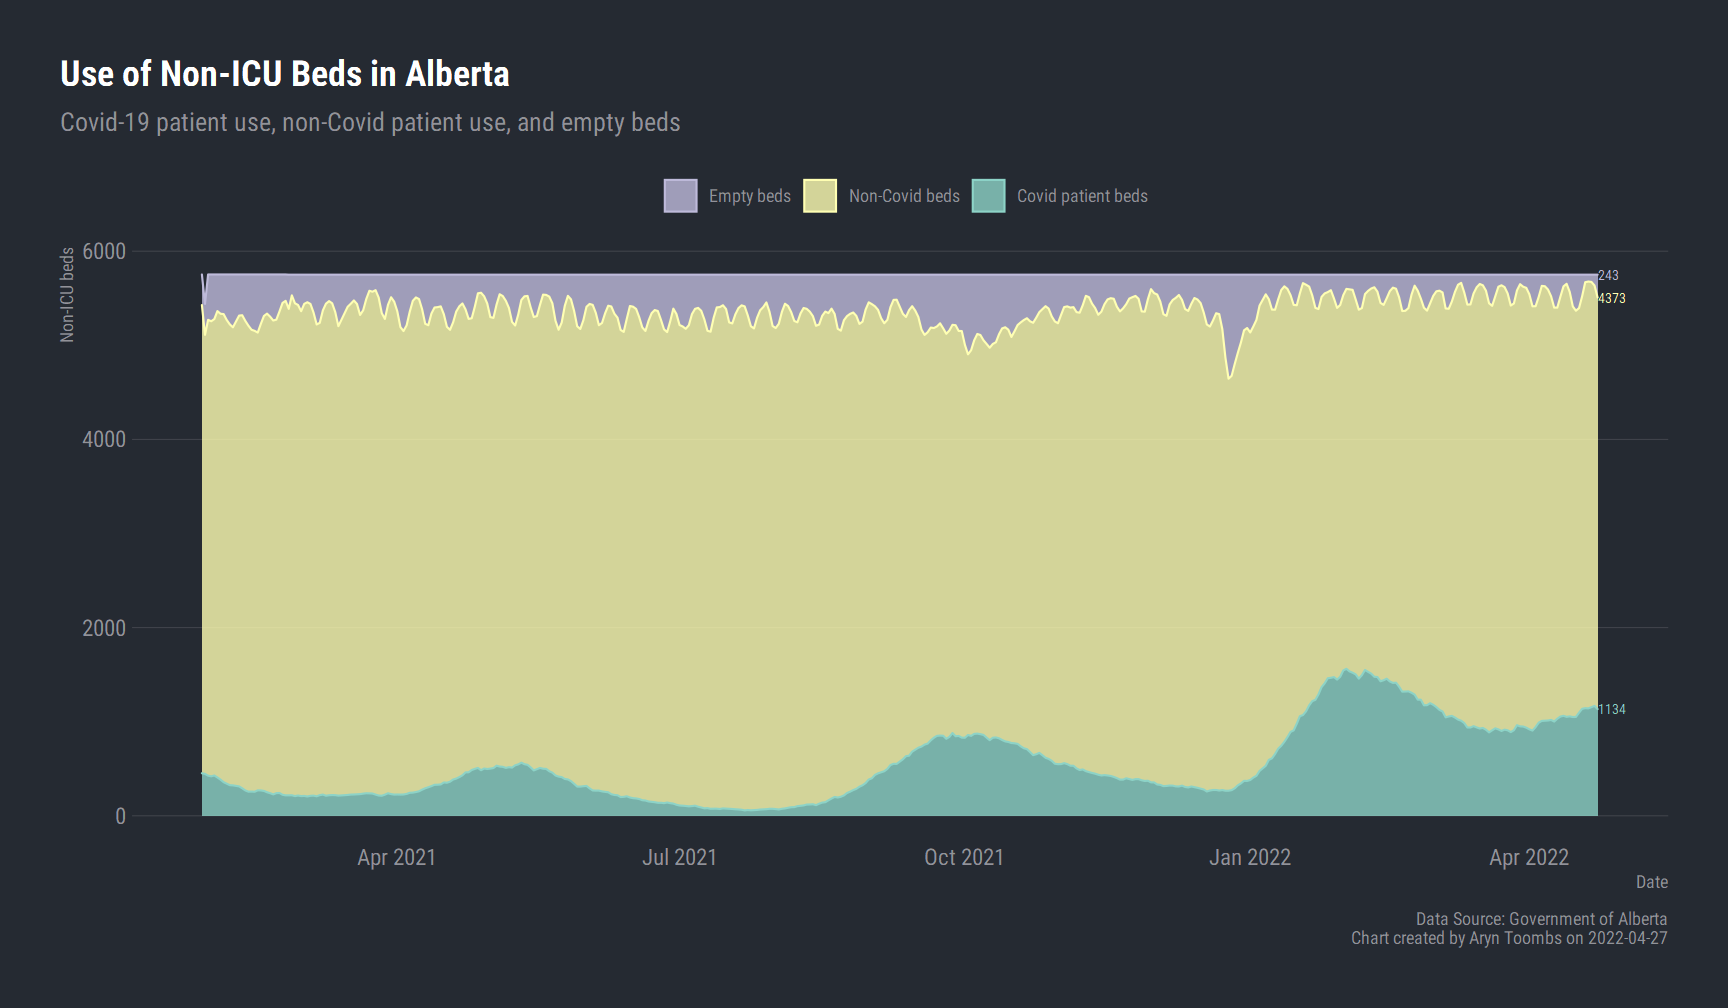 Use of Non-ICU Beds in Alberta
Covid-19 patient use, non-Covid patient use, and empty beds
Empty beds
Non-Covid beds
Covid patient beds
Non-ICU beds
6000
4000
2000
0
243
4373
1134
Apr 2021
Jul 2021
Oct 2021
Jan 2022
Apr 2022
Date
Data Source: Government of Alberta
Chart created by Aryn Toombs on 2022-04-27